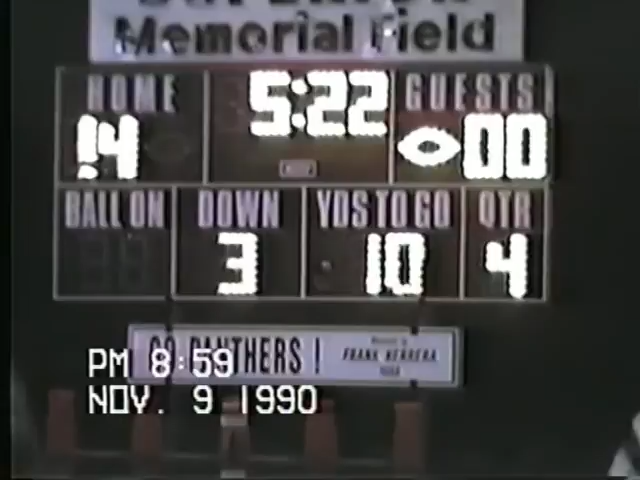 Memorial Field
HOME 5:22 GUESTS
14 00
BALL ON DOWN YDS TO GO QTR
3 10 4
GO PANTHERS! FRANK HERRERA
PM 8:59
NOV. 9 1990